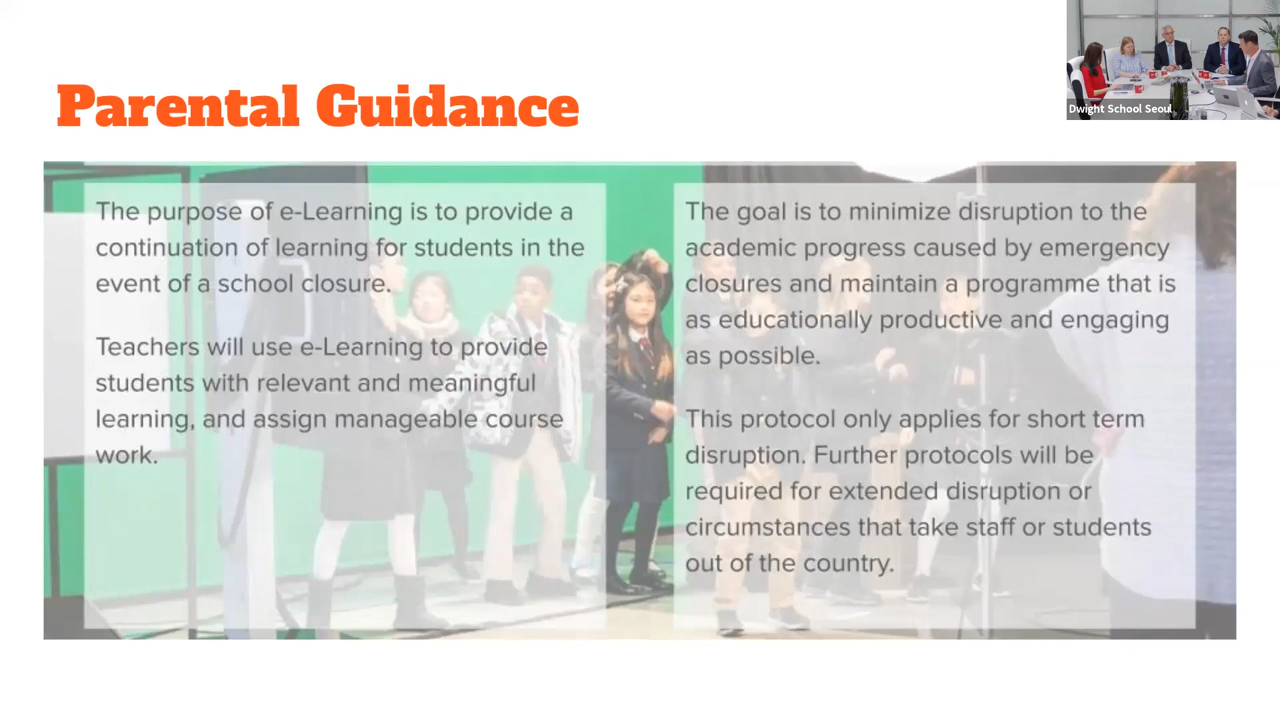 Parental Guidance
Dwight School Seoul
The purpose of e-Learning is to provide a
continuation of learning for students in the
event of a school closure.
Teachers will use e-Learning to provide
students with relevant and meaningful
learning, and assign manageable course
work.
The goal is to minimize disruption to the
academic progress caused by emergency
closures and maintain a programme that is
as educationally productive and engaging
as possible.
This protocol only applies for short term
disruption. Further protocols will be
required for extended disruption or
circumstances that take staff or students
out of the country.